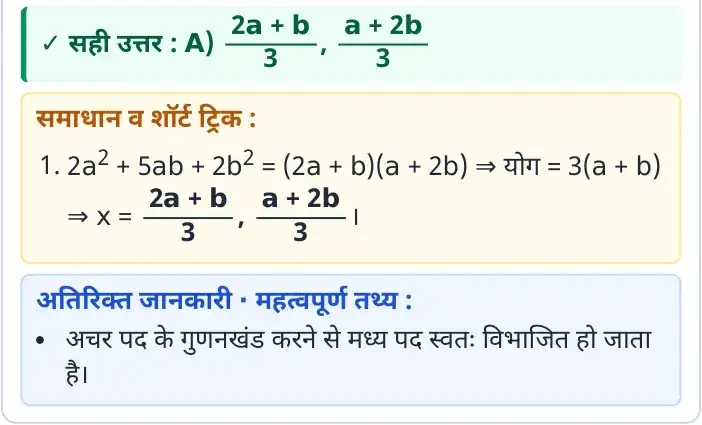 ✓ सही उत्तर : A) (2a + b)/3, (a + 2b)/3
समाधान व शॉर्ट ट्रिक :
1. 2a² + 5ab + 2b² = (2a + b)(a + 2b) ⇒ योग = 3(a + b)
⇒ x = (2a + b)/3, (a + 2b)/3 ।
अतिरिक्त जानकारी · महत्वपूर्ण तथ्य :
• अचर पद के गुणनखंड करने से मध्य पद स्वतः विभाजित हो जाता
है।